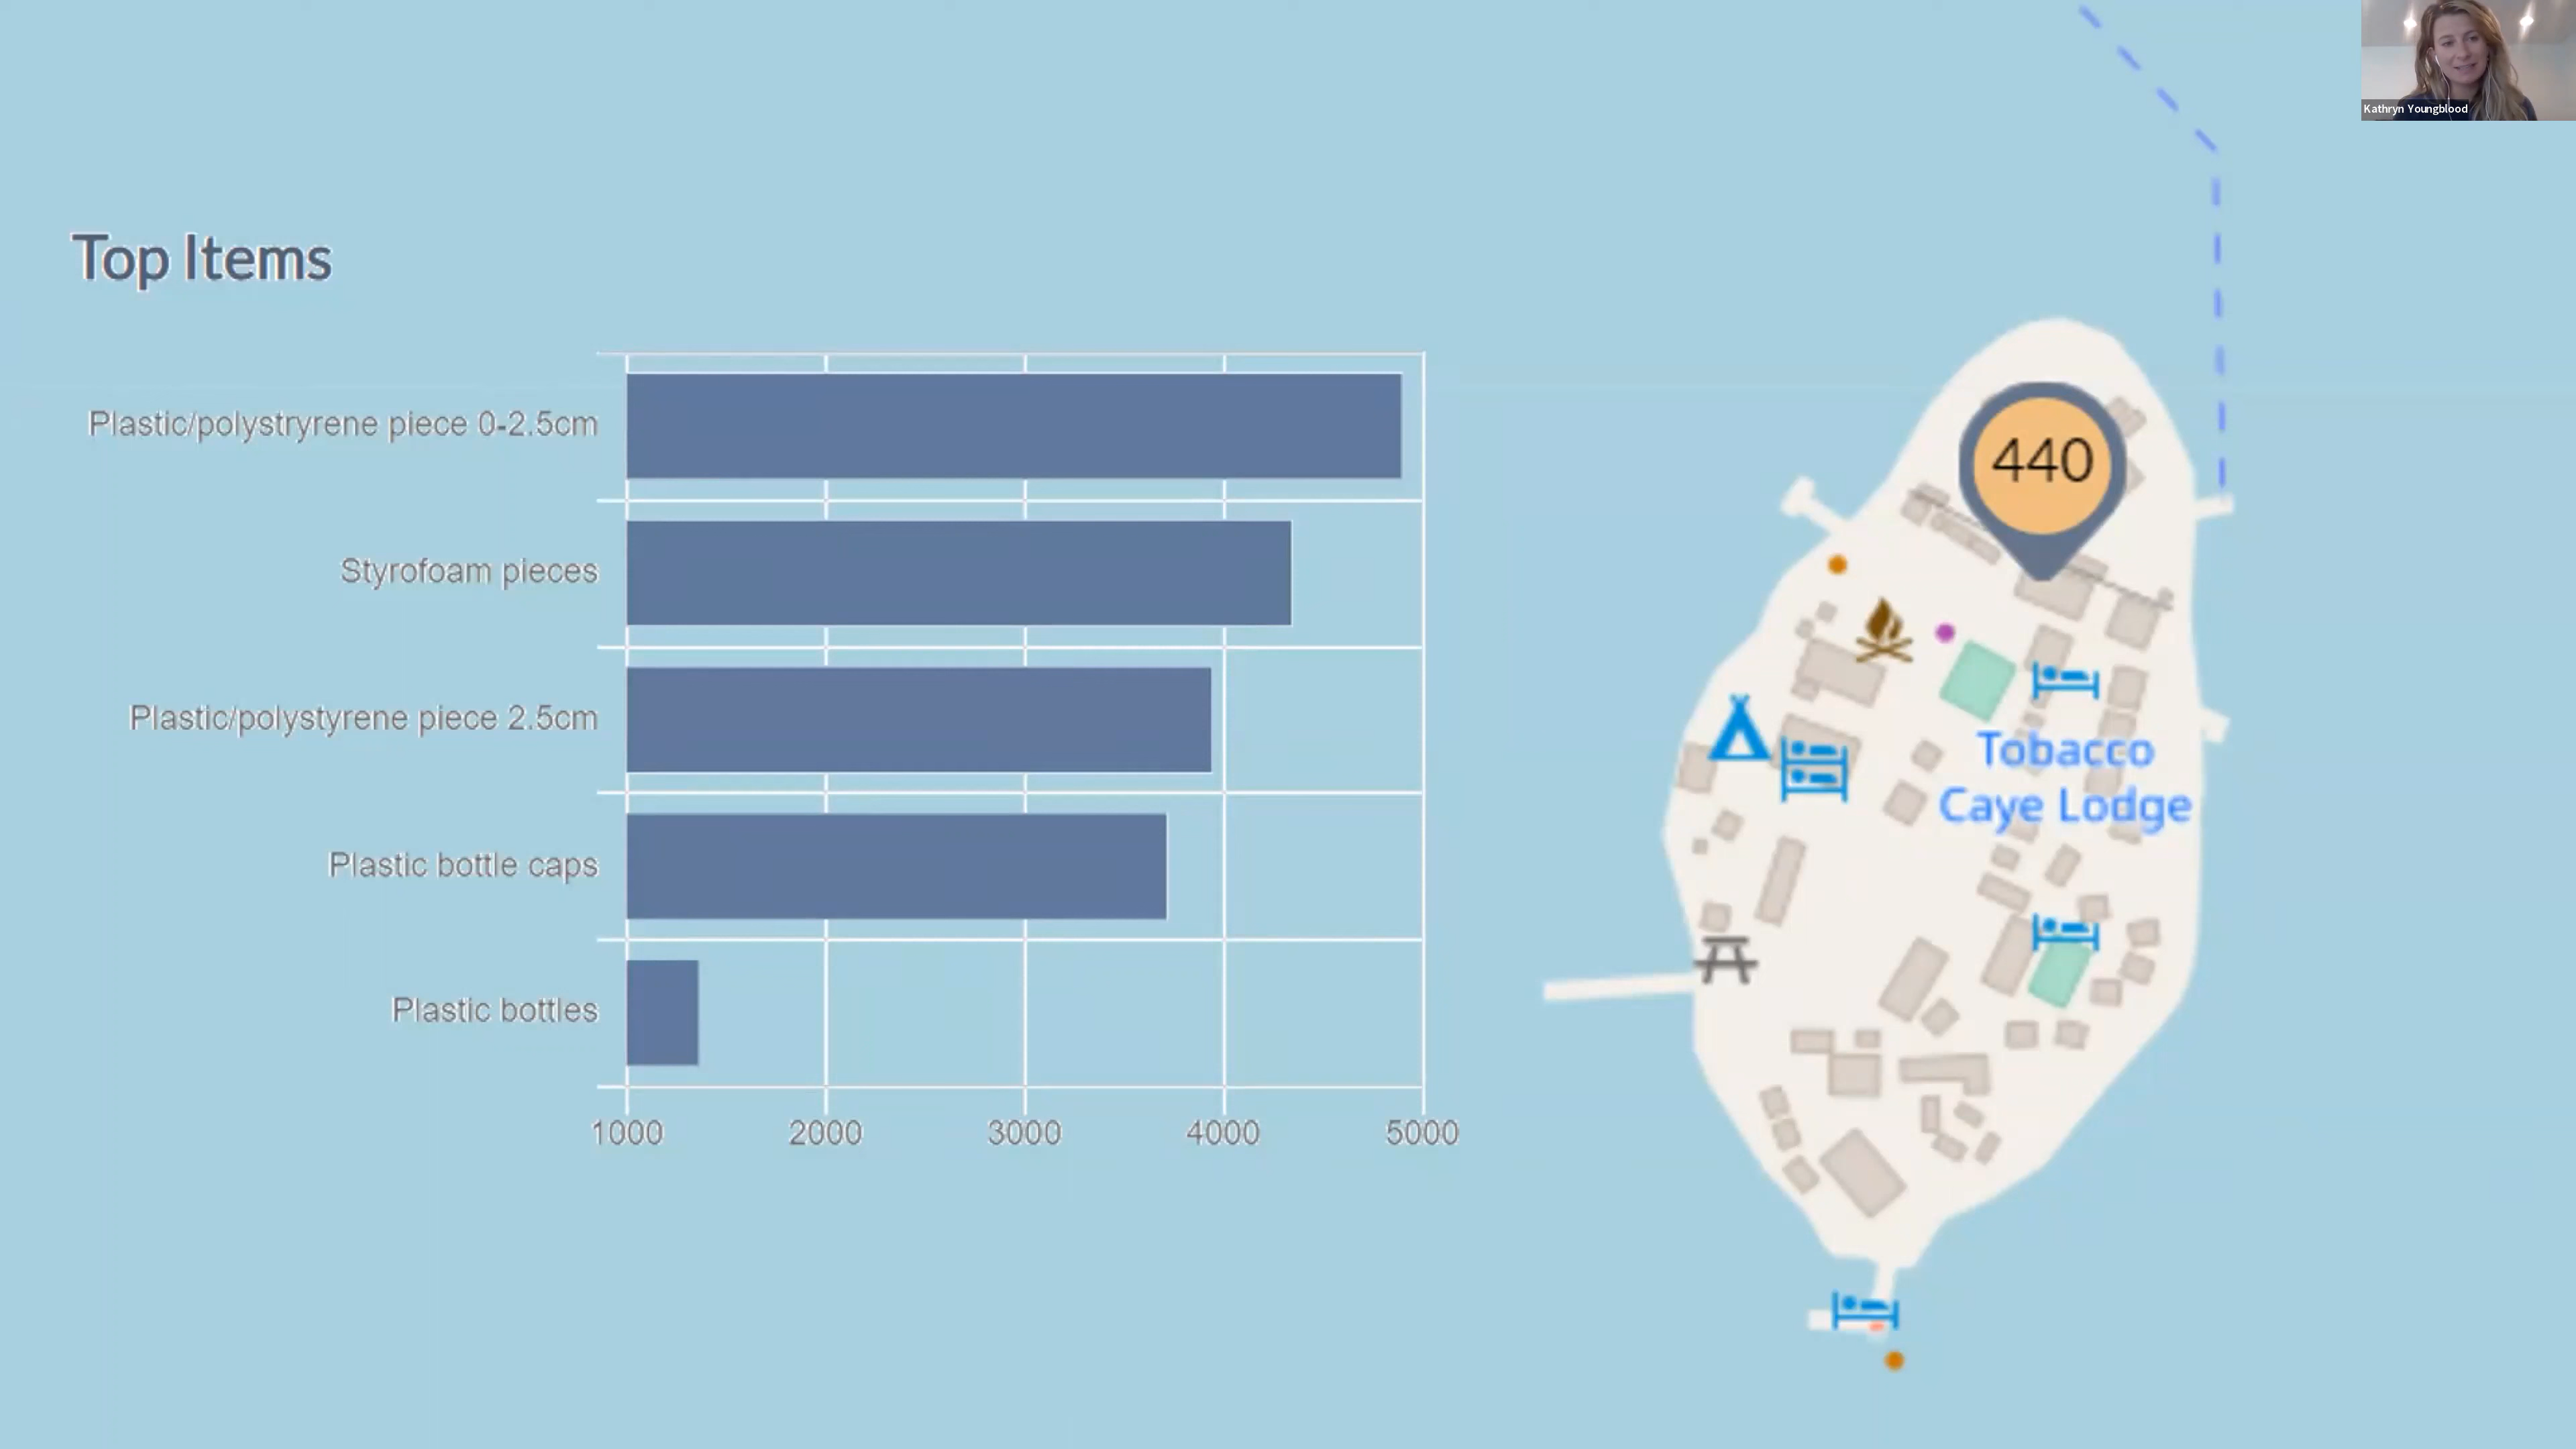 Kathryn Youngblood
Top Items
Plastic/polystryrene piece 0-2.5cm
Styrofoam pieces
Plastic/polystyrene piece 2.5cm
Plastic bottle caps
Plastic bottles
1000 2000 3000 4000 5000
440
Tobacco
Caye Lodge